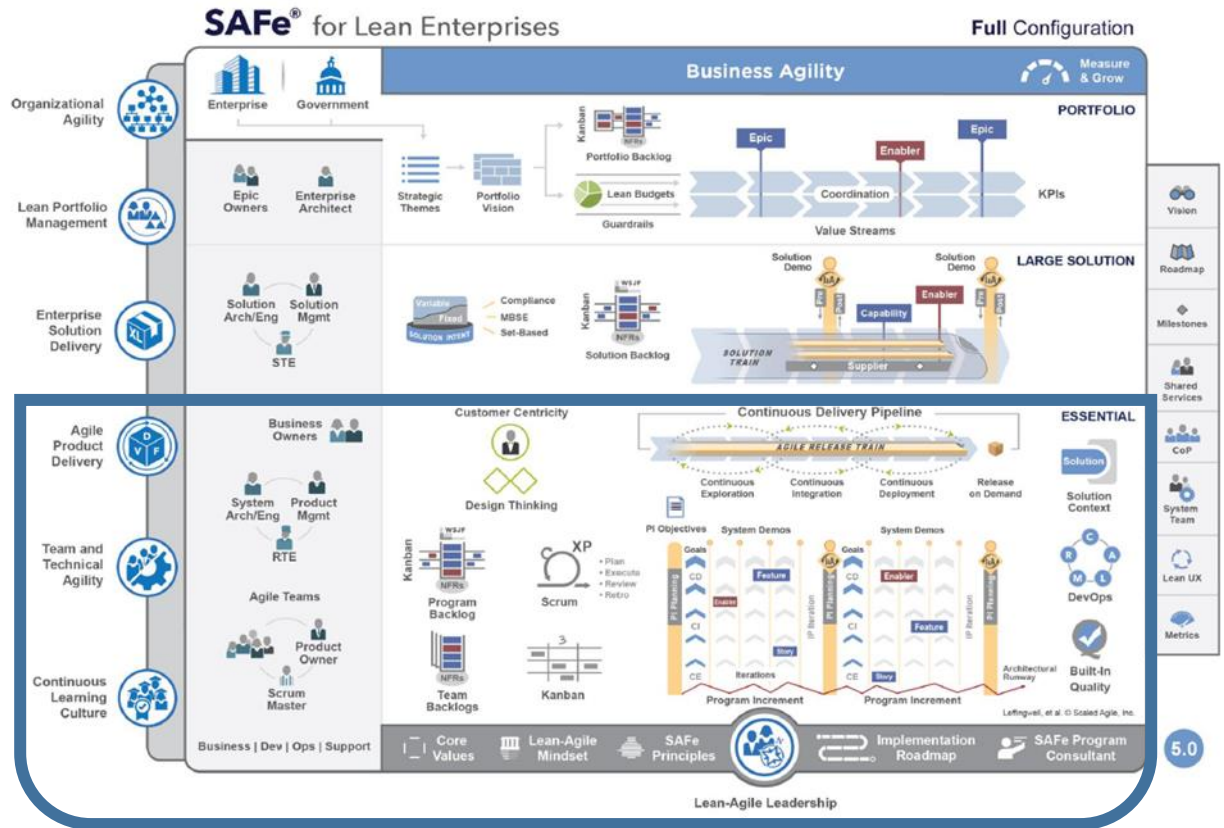 SAFe® for Lean Enterprises
Full Configuration
Organizational
Agility
Lean Portfolio
Management
Enterprise
Solution
Delivery
Agile
Product
Delivery
Team and
Technical
Agility
Continuous
Learning
Culture
Enterprise
Government
Business Agility
Measure
& Grow
PORTFOLIO
Epic
Owners
Enterprise
Architect
Strategic
Themes
Portfolio
Vision
Kanban
NFRs
Portfolio Backlog
Lean Budgets
Guardrails
Epic
Enabler
Epic
Coordination
KPIs
Value Streams
LARGE SOLUTION
Solution
Arch/Eng
Solution
Mgmt
STE
Variable
Fixed
SOLUTION INTENT
Compliance
MBSE
Set-Based
Kanban
WSJF
NFRs
Solution Backlog
Solution
Demo
I&A
Pre
Post
Capability
Enabler
Solution
Demo
I&A
Pre
Post
SOLUTION
TRAIN
Supplier
ESSENTIAL
Business
Owners
System
Arch/Eng
Product
Mgmt
RTE
Agile Teams
Product
Owner
Scrum
Master
Business | Dev | Ops | Support
Customer Centricity
Design Thinking
Kanban
WSJF
NFRs
Program
Backlog
XP
Scrum
• Plan
• Execute
• Review
• Retro
NFRs
Team
Backlogs
3
Kanban
Continuous Delivery Pipeline
AGILE RELEASE TRAIN
Continuous
Exploration
Continuous
Integration
Continuous
Deployment
Release
on Demand
PI Objectives
System Demos
System Demos
PI Planning
Goals
CD
CI
CE
Enabler
Feature
Story
Iterations
IP Iteration
I&A
PI Planning
Goals
CD
CI
CE
Enabler
Feature
Story
IP Iteration
I&A
PI Planning
Program Increment
Program Increment
Architectural
Runway
Solution
Solution
Context
C
A
L
M
R
DevOps
Built-In
Quality
Leffingwell, et al. © Scaled Agile, Inc.
Core
Values
Lean-Agile
Mindset
SAFe
Principles
Implementation
Roadmap
SAFe Program
Consultant
Lean-Agile Leadership
Vision
Roadmap
Milestones
Shared
Services
CoP
System
Team
Lean UX
Metrics
5.0
XL
D
V
F